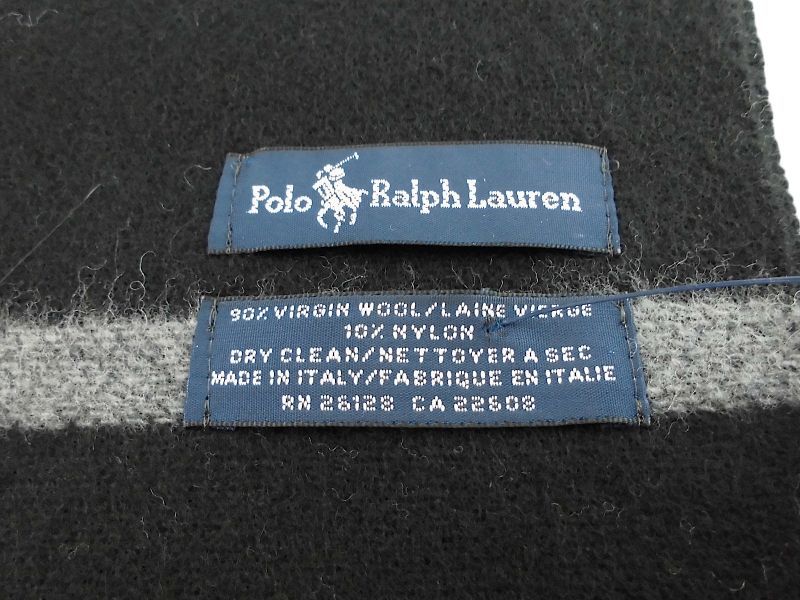 Polo Ralph Lauren
90% VIRGIN WOOL/LAINE VIERGE
10% NYLON
DRY CLEAN/NETTOYER A SEC
MADE IN ITALY/FABRIQUE EN ITALIE
RN 26128 CA 22608